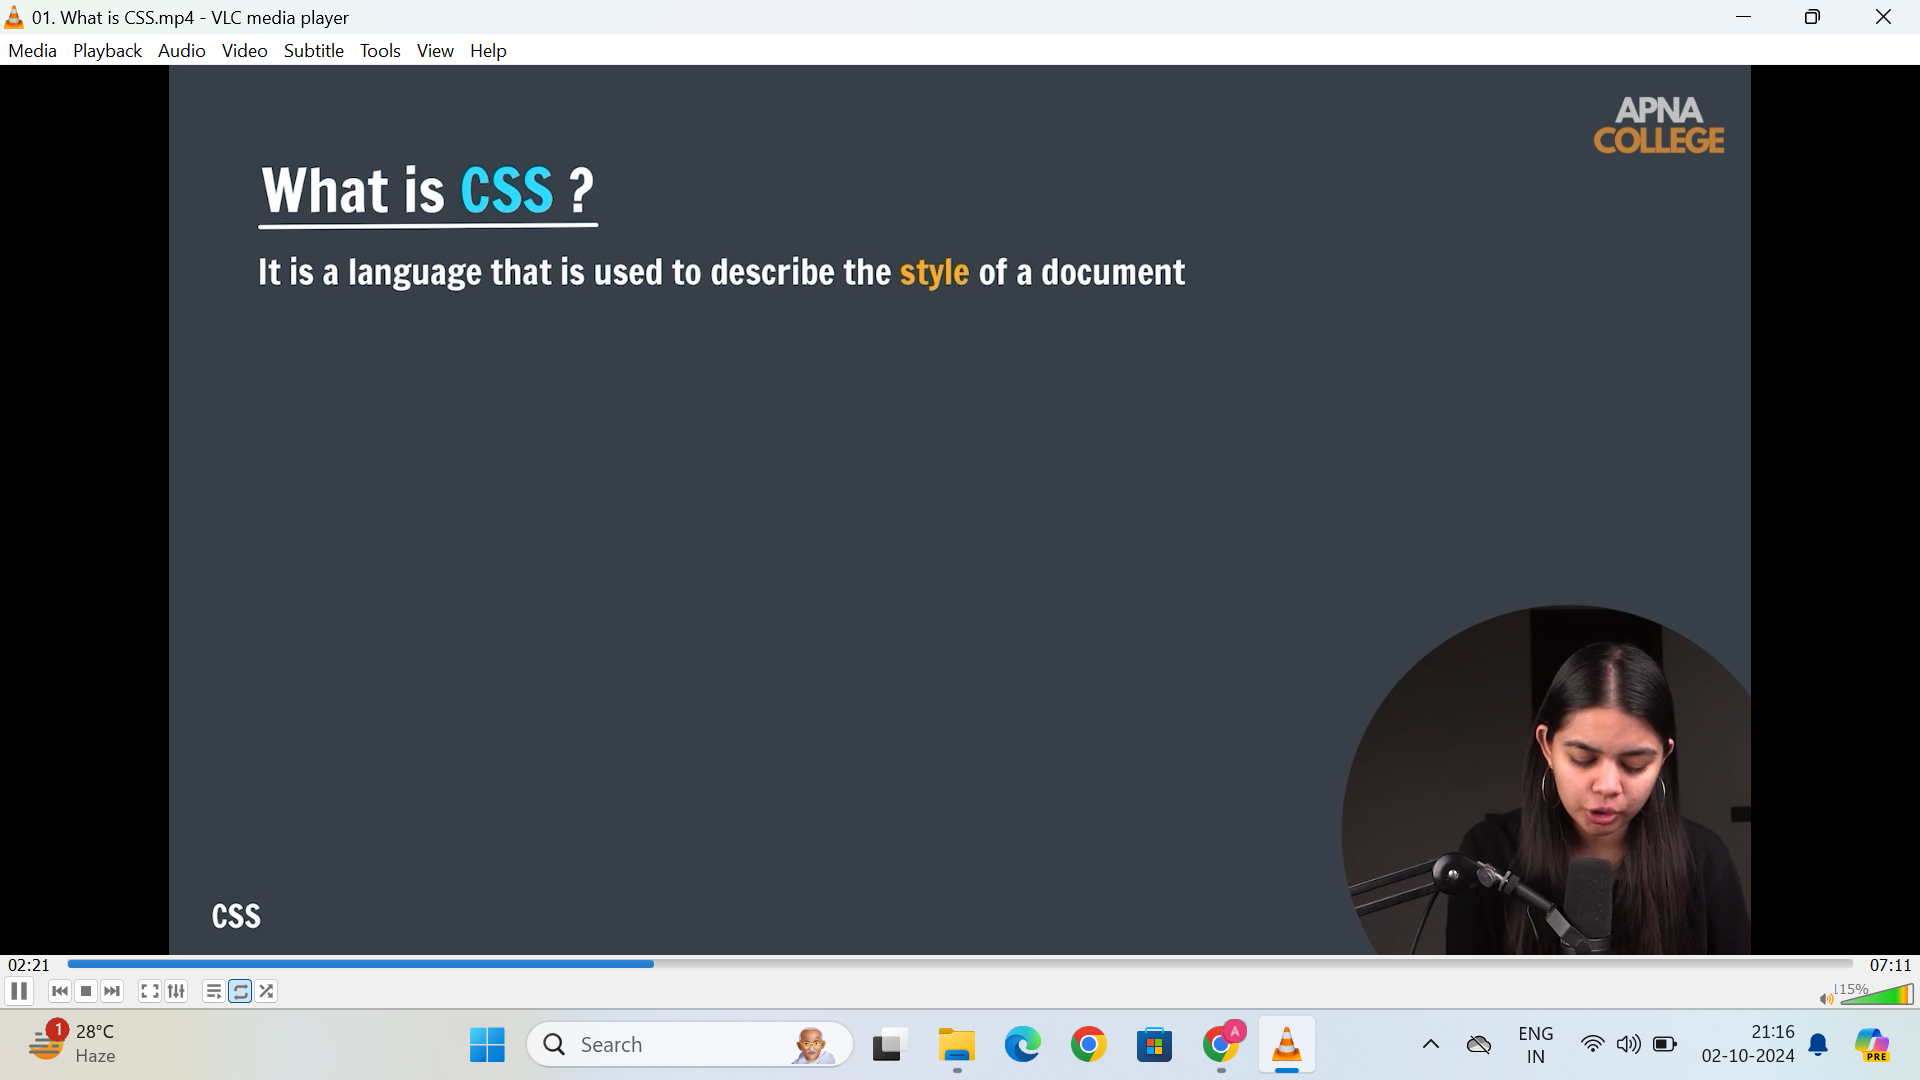 01. What is CSS.mp4 - VLC media player
Media Playback Audio Video Subtitle Tools View Help
APNA
COLLEGE
What is CSS ?
It is a language that is used to describe the style of a document
CSS
02:21
07:11
115%
1
28°C
Haze
Search
A
ENG
IN
21:16
02-10-2024
PRE